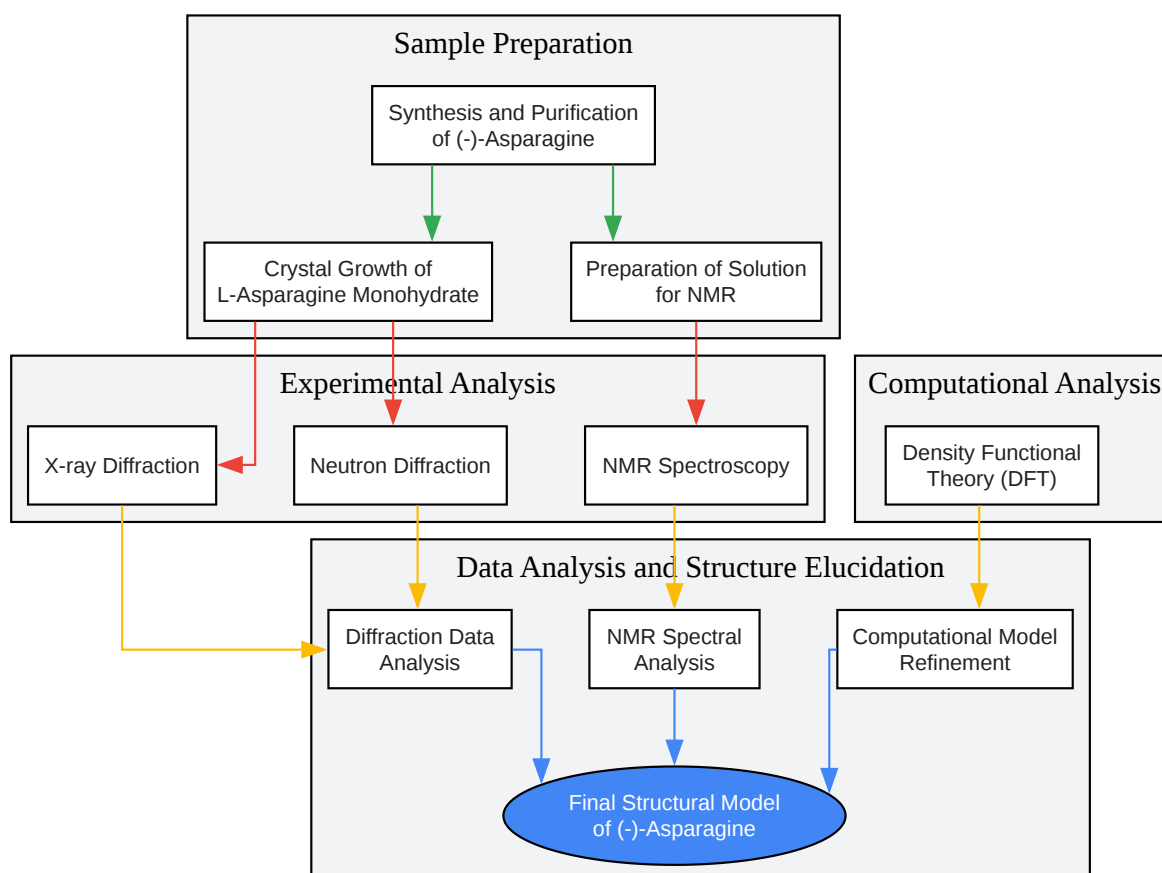 Sample Preparation
Synthesis and Purification
of (-)-Asparagine
Crystal Growth of
L-Asparagine Monohydrate
Preparation of Solution
for NMR
Experimental Analysis
Computational Analysis
X-ray Diffraction
Neutron Diffraction
NMR Spectroscopy
Density Functional
Theory (DFT)
Data Analysis and Structure Elucidation
Diffraction Data
Analysis
NMR Spectral
Analysis
Computational Model
Refinement
Final Structural Model
of (-)-Asparagine